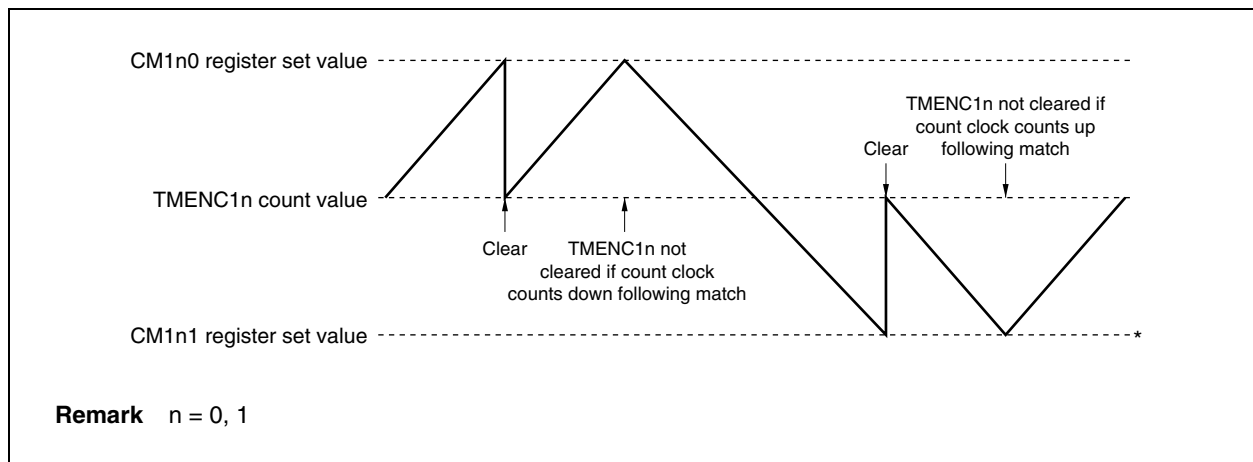 CM1n0 register set value
TMENC1n not cleared if
count clock counts up
following match
Clear
TMENC1n count value
Clear
TMENC1n not
cleared if count clock
counts down following match
CM1n1 register set value
*
Remark n = 0, 1